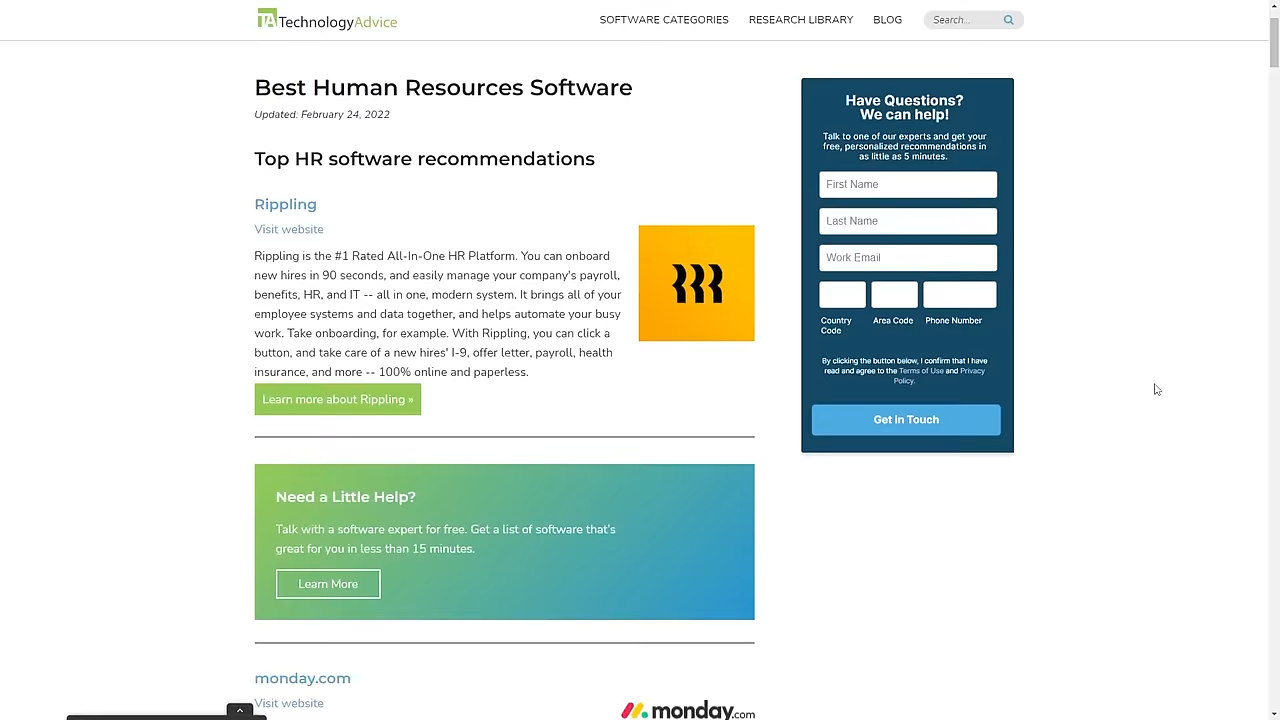 TA TechnologyAdvice
SOFTWARE CATEGORIES RESEARCH LIBRARY BLOG Search...
Best Human Resources Software
Updated: February 24, 2022
Top HR software recommendations
Rippling
Visit website
Rippling is the #1 Rated All-In-One HR Platform. You can onboard
new hires in 90 seconds, and easily manage your company's payroll,
benefits, HR, and IT -- all in one, modern system. It brings all of your
employee systems and data together, and helps automate your busy
work. Take onboarding, for example. With Rippling, you can click a
button, and take care of a new hires' I-9, offer letter, payroll, health
insurance, and more -- 100% online and paperless.
Learn more about Rippling »
Need a Little Help?
Talk with a software expert for free. Get a list of software that's
great for you in less than 15 minutes.
Learn More
monday.com
Visit website
monday.com
Have Questions?
We can help!
Talk to one of our experts and get your
free, personalized recommendations in
as little as 5 minutes.
First Name
Last Name
Work Email
Country
Code
Area Code
Phone Number
By clicking the button below, I confirm that I have
read and agree to the Terms of Use and Privacy
Policy.
Get in Touch